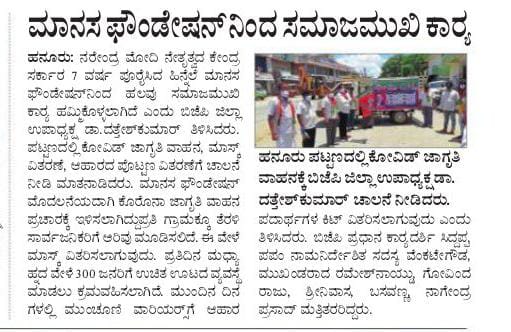 ಮಾನಸ ಫೌಂಡೇಷನ್‌ನಿಂದ ಸಮಾಜಮುಖಿ ಕಾರ್‍ಯ
ಹನೂರು: ನರೇಂದ್ರ ಮೋದಿ ನೇತೃತ್ವದ ಕೇಂದ್ರ
ಸರ್ಕಾರ 7 ವರ್ಷ ಪೂರೈಸಿದ ಹಿನ್ನೆಲೆ ಮಾನಸ
ಫೌಂಡೇಷನ್‌ನಿಂದ ಹಲವು ಸಮಾಜಮುಖಿ
ಕಾರ್‍ಯ ಹಮ್ಮಿಕೊಳ್ಳಲಾಗಿದೆ ಎಂದು ಬಿಜೆಪಿ ಜಿಲ್ಲಾ
ಉಪಾಧ್ಯಕ್ಷ ಡಾ.ದತ್ತೇಶ್‌ಕುಮಾರ್ ತಿಳಿಸಿದರು.
ಪಟ್ಟಣದಲ್ಲಿ ಕೋವಿಡ್ ಜಾಗೃತಿ ವಾಹನ, ಮಾಸ್ಕ್
ವಿತರಣೆ, ಆಹಾರದ ಪೊಟ್ಟಣ ವಿತರಣೆಗೆ ಚಾಲನೆ
ನೀಡಿ ಮಾತನಾಡಿದರು. ಮಾನಸ ಫೌಂಡೇಷನ್
ಮೊದಲನೆಯದಾಗಿ ಕೊರೊನಾ ಜಾಗೃತಿ ವಾಹನ
ಪ್ರಚಾರಕ್ಕೆ ಇಳಿಸಲಾಗಿದ್ದುಪ್ರತಿ ಗ್ರಾಮಕ್ಕೂ ತೆರಳಿ
ಸಾರ್ವಜನಿಕರಿಗೆ ಅರಿವು ಮೂಡಿಸಲಿದೆ. ಈ ವೇಳೆ
ಮಾಸ್ಕ್ ವಿತರಿಸಲಾಗುವುದು. ಪ್ರತಿದಿನ ಮಧ್ಯಾ
ಹ್ನದ ವೇಳೆ 300 ಜನರಿಗೆ ಉಚಿತ ಊಟದ ವ್ಯವಸ್ಥೆ
ಮಾಡಲು ಕ್ರಮವಹಿಸಲಾಗಿದೆ. ಮುಂದಿನ ದಿನ
ಗಳಲ್ಲಿ ಮುಂಚೂಣಿ ವಾರಿಯರ್ಸ್‌ಗೆ ಆಹಾರ
ಹನೂರು ಪಟ್ಟಣದಲ್ಲಿ ಕೋವಿಡ್ ಜಾಗೃತಿ
ವಾಹನಕ್ಕೆ ಬಿಜೆಪಿ ಜಿಲ್ಲಾ ಉಪಾಧ್ಯಕ್ಷ ಡಾ.
ದತ್ತೇಶ್‌ಕುಮಾರ್ ಚಾಲನೆ ನೀಡಿದರು.
ಪದಾರ್ಥಗಳ ಕಿಟ್ ವಿತರಿಸಲಾಗುವುದು ಎಂದು
ತಿಳಿಸಿದರು. ಬಿಜೆಪಿ ಪ್ರಧಾನ ಕಾರ್‍ಯದರ್ಶಿ ಸಿದ್ದಪ್ಪ,
ಪಪಂ ನಾಮನಿರ್ದೇಶಿತ ಸದಸ್ಯ ವೆಂಕಟೇಗೌಡ,
ಮುಖಂಡರಾದ ರಮೇಶ್‌ನಾಯ್ಡು, ಗೋವಿಂದ
ರಾಜು, ಶ್ರೀನಿವಾಸ, ಬಸವಣ್ಣ, ನಾಗೇಂದ್ರ
ಪ್ರಸಾದ್ ಮತ್ತಿತರರಿದ್ದರು.